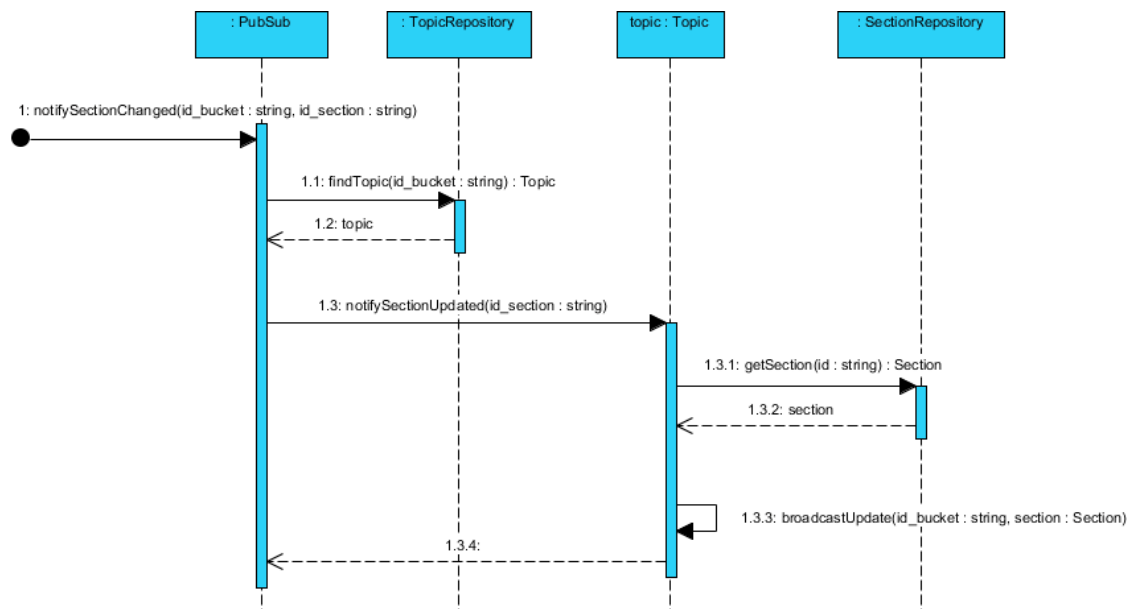 : PubSub
: TopicRepository
topic : Topic
: SectionRepository
1: notifySectionChanged(id_bucket : string, id_section : string)
1.1: findTopic(id_bucket : string) : Topic
1.2: topic
1.3: notifySectionUpdated(id_section : string)
1.3.1: getSection(id : string) : Section
1.3.2: section
1.3.3: broadcastUpdate(id_bucket : string, section : Section)
1.3.4: